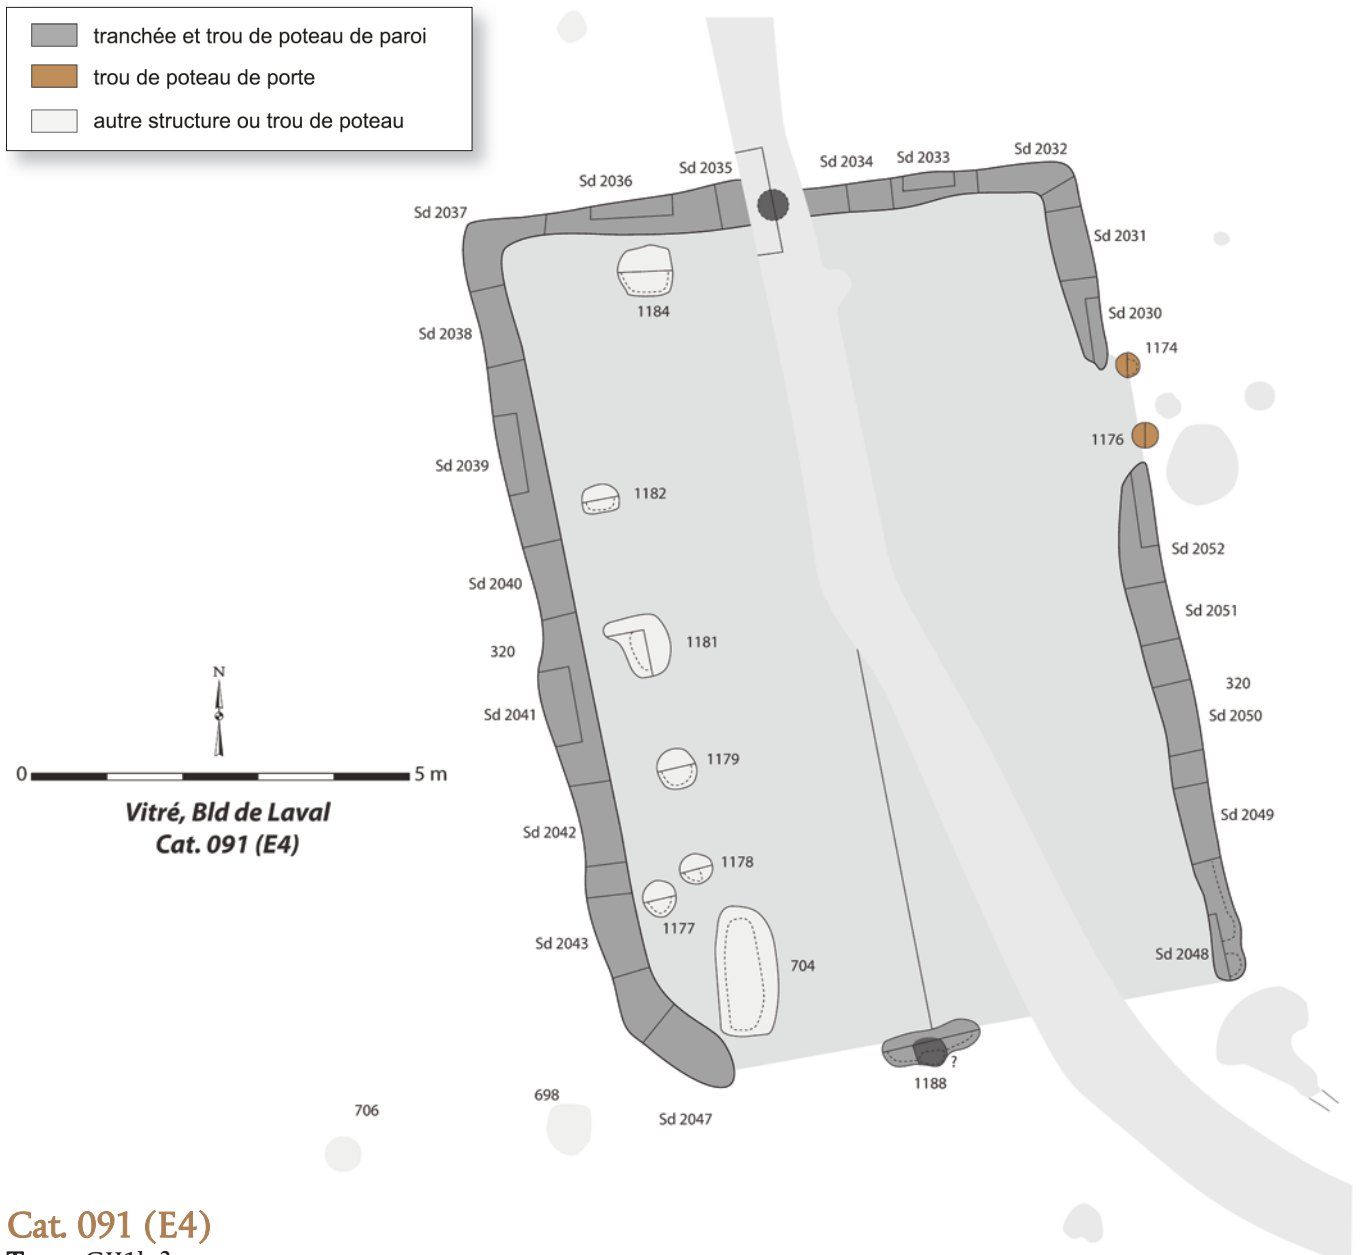 tranchée et trou de poteau de paroi
trou de poteau de porte
autre structure ou trou de poteau
Sd 2032
Sd 2033
Sd 2034
Sd 2035
Sd 2036
Sd 2037
Sd 2031
Sd 2030
1184
Sd 2038
1174
1176
Sd 2039
1182
Sd 2052
Sd 2040
Sd 2051
320
1181
N
320
Sd 2041
Sd 2050
1179
0 5 m
Vitré, Bld de Laval
Cat. 091 (E4)
Sd 2042
Sd 2049
1178
1177
Sd 2043
704
Sd 2048
?
1188
698
706
Sd 2047
Cat. 091 (E4)